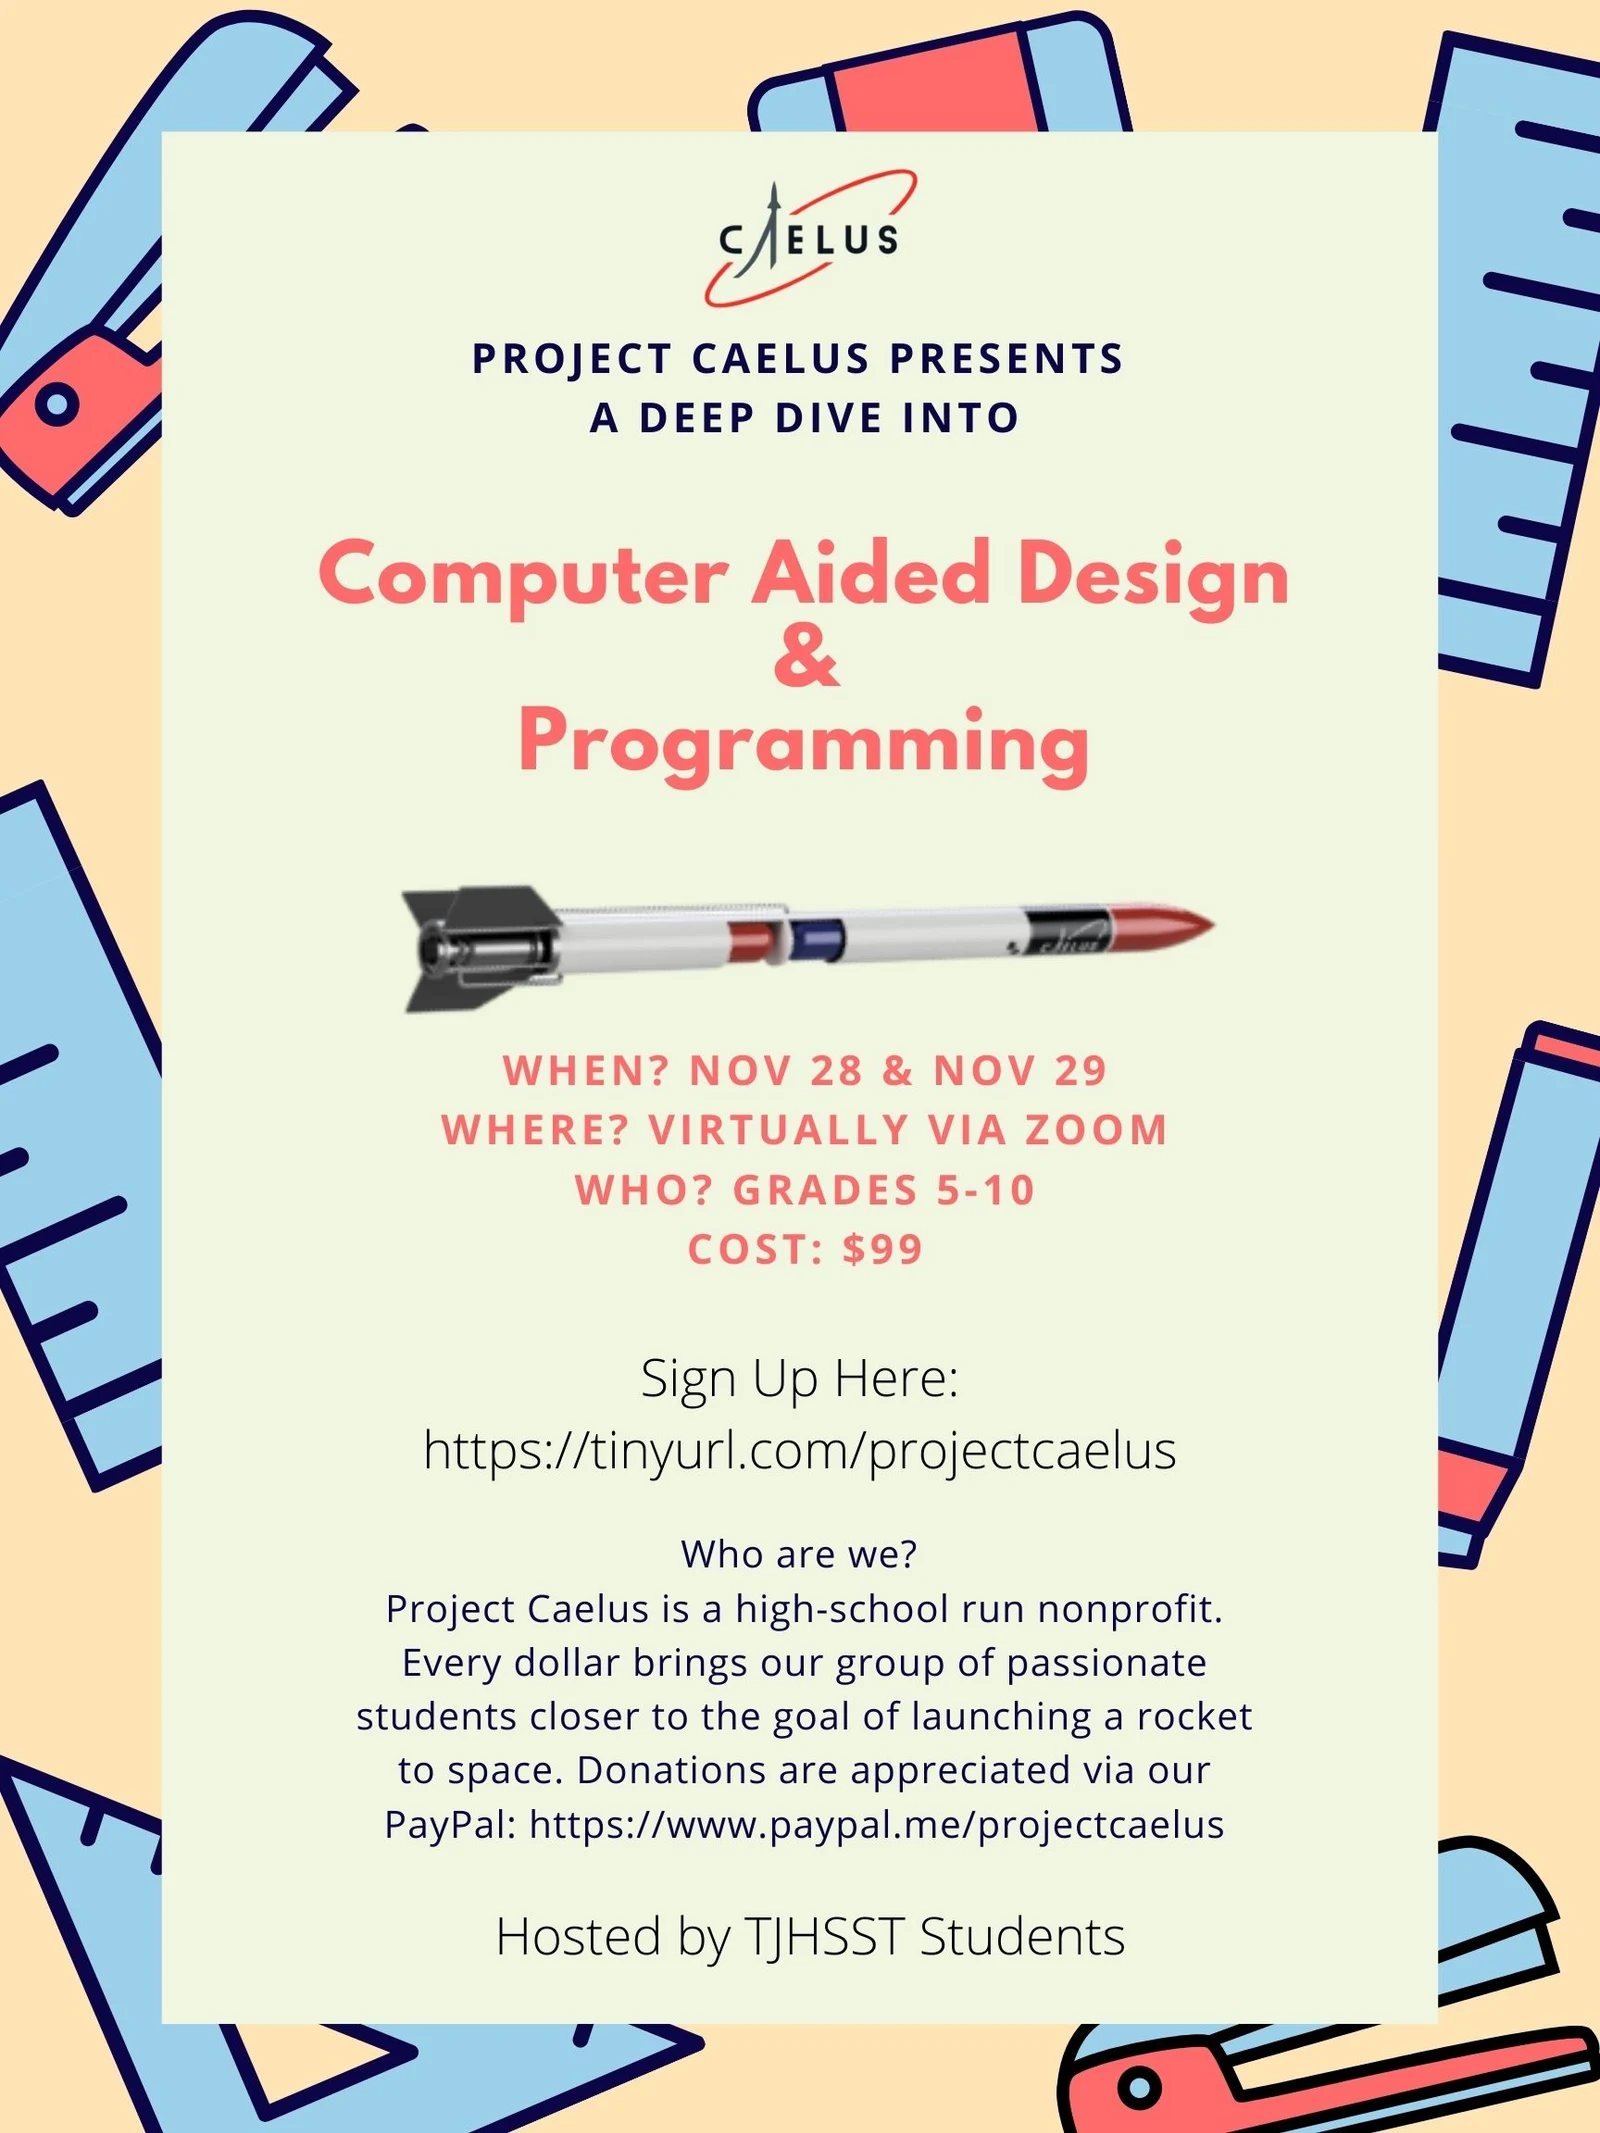 CAELUS
PROJECT CAELUS PRESENTS
A DEEP DIVE INTO
Computer Aided Design
&
Programming
CAELUS
WHEN? NOV 28 & NOV 29
WHERE? VIRTUALLY VIA ZOOM
WHO? GRADES 5-10
COST: $99
Sign Up Here:
https://tinyurl.com/projectcaelus
Who are we?
Project Caelus is a high-school run nonprofit.
Every dollar brings our group of passionate
students closer to the goal of launching a rocket
to space. Donations are appreciated via our
PayPal: https://www.paypal.me/projectcaelus
Hosted by TJHSST Students